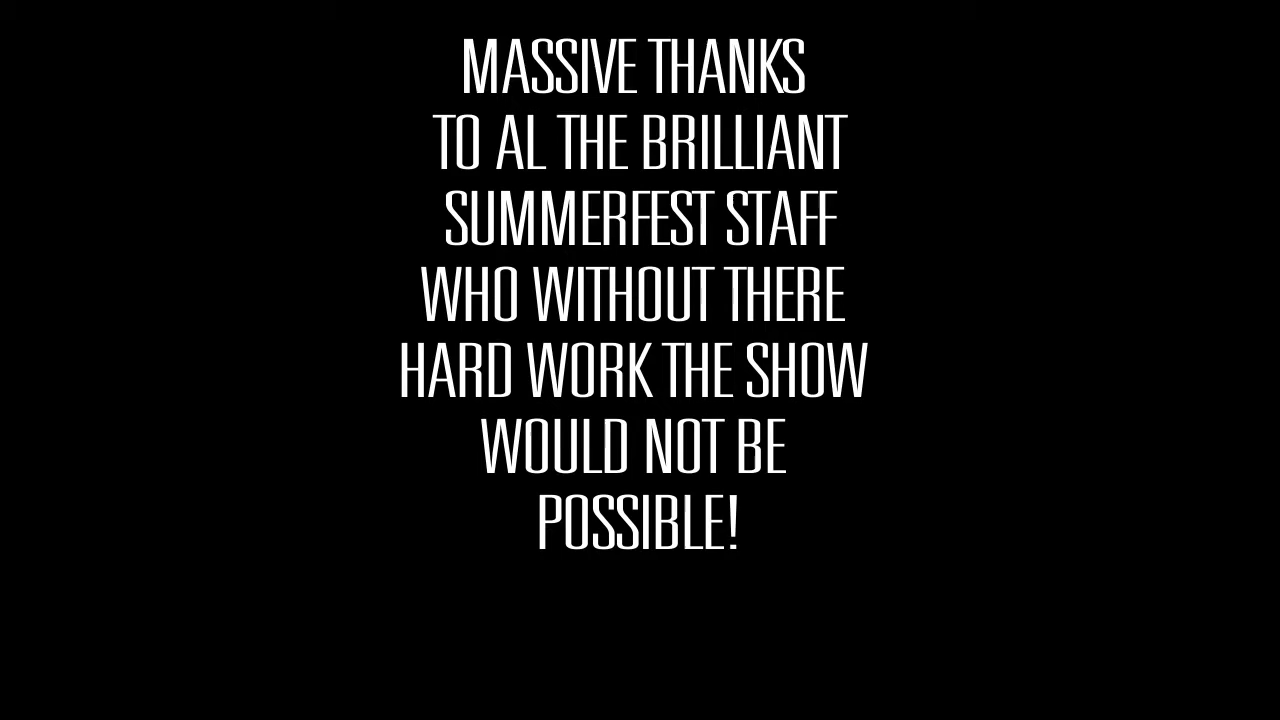 MASSIVE THANKS
TO AL THE BRILLIANT
SUMMERFEST STAFF
WHO WITHOUT THERE
HARD WORK THE SHOW
WOULD NOT BE
POSSIBLE!